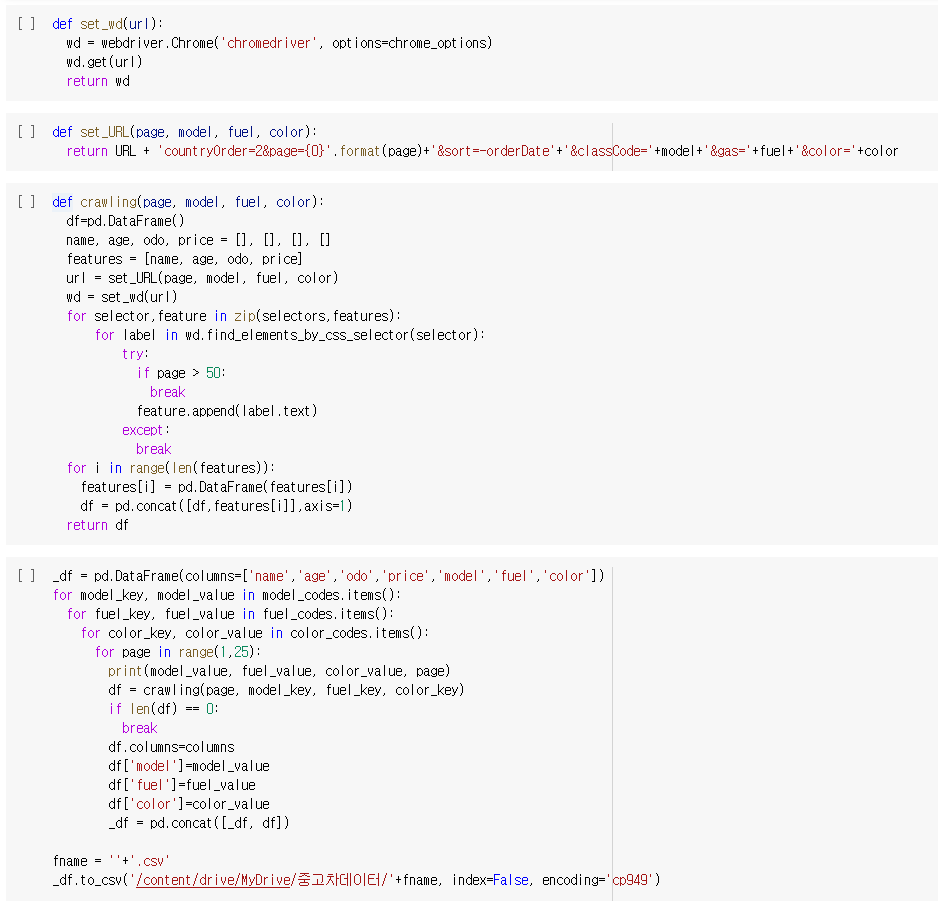 [ ] def set_wd(url):
wd = webdriver.Chrome('chromedriver', options=chrome_options)
wd.get(url)
return wd
[ ] def set_URL(page, model, fuel, color):
return URL + 'countryOrder=2&page={0}'.format(page)+'&sort=-orderDate'+'&classCode='+model+'&gas='+fuel+'&color='+color
[ ] def crawling(page, model, fuel, color):
df=pd.DataFrame()
name, age, odo, price = [], [], [], []
features = [name, age, odo, price]
url = set_URL(page, model, fuel, color)
wd = set_wd(url)
for selector,feature in zip(selectors,features):
for label in wd.find_elements_by_css_selector(selector):
try:
if page > 50:
break
feature.append(label.text)
except:
break
for i in range(len(features)):
features[i] = pd.DataFrame(features[i])
df = pd.concat([df,features[i]],axis=1)
return df
[ ] _df = pd.DataFrame(columns=['name','age','odo','price','model','fuel','color'])
for model_key, model_value in model_codes.items():
for fuel_key, fuel_value in fuel_codes.items():
for color_key, color_value in color_codes.items():
for page in range(1,25):
print(model_value, fuel_value, color_value, page)
df = crawling(page, model_key, fuel_key, color_key)
if len(df) == 0:
break
df.columns=columns
df['model']=model_value
df['fuel']=fuel_value
df['color']=color_value
_df = pd.concat([_df, df])
fname = ''+'.csv'
_df.to_csv('/content/drive/MyDrive/중고차데이터/'+fname, index=False, encoding='cp949')